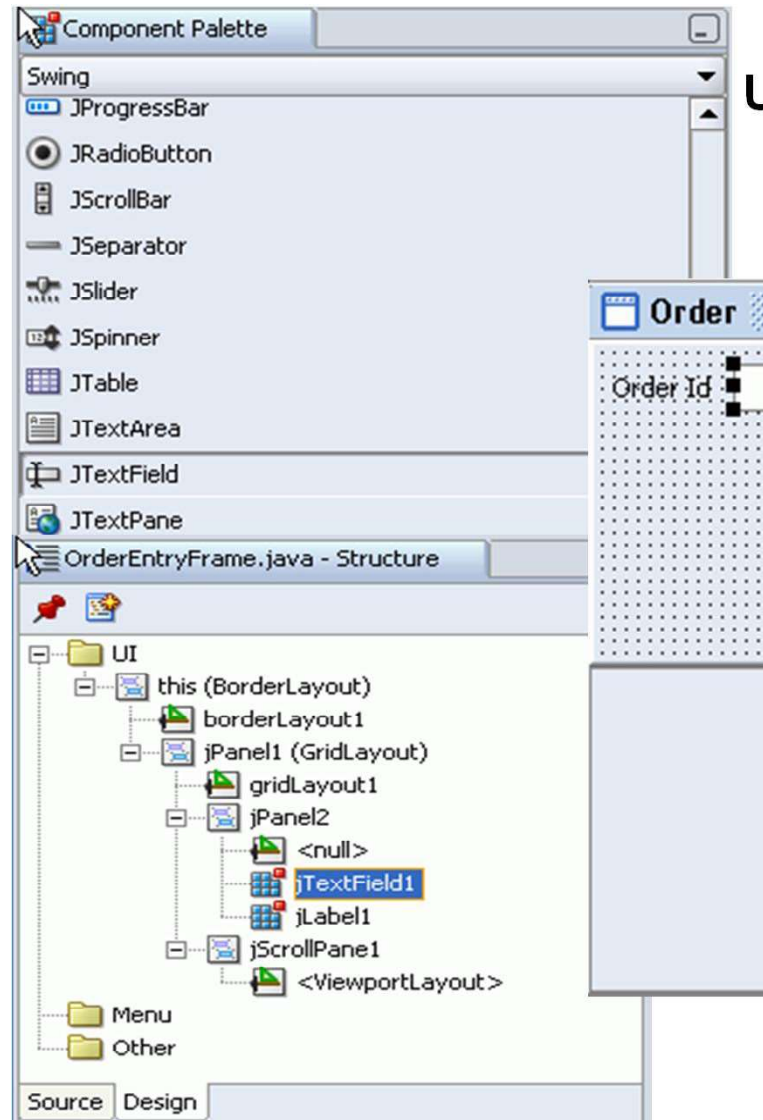 Component Palette
Swing
JProgressBar
JRadioButton
JScrollBar
JSeparator
JSlider
JSpinner
JTable
JTextArea
JTextField
JTextPane
OrderEntryFrame.java - Structure
UI
this (BorderLayout)
borderLayout1
jPanel1 (GridLayout)
gridLayout1
jPanel2
<null>
jTextField1
jLabel1
jScrollPane1
<ViewportLayout>
Menu
Other
Source Design
Order
Order Id